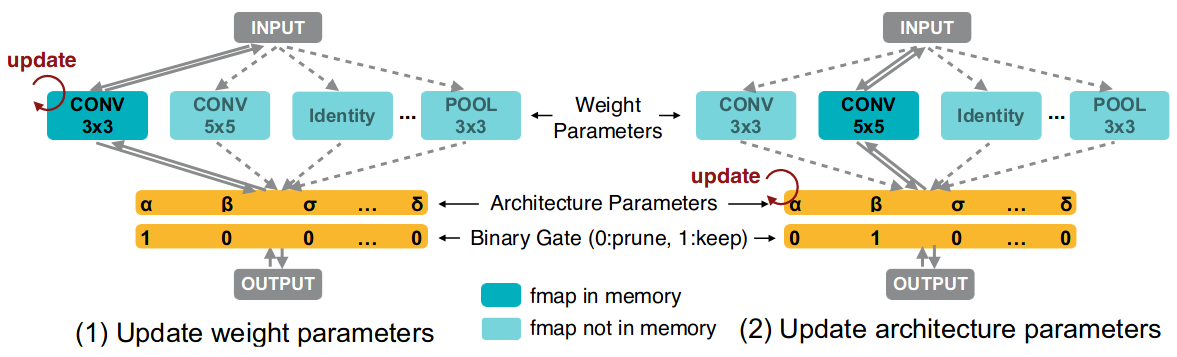 INPUT
update
CONV
3x3
CONV
5x5
Identity
...
POOL
3x3
α β σ ... δ
1 0 0 ... 0
OUTPUT
(1) Update weight parameters
Weight
Parameters
Architecture Parameters
Binary Gate (0:prune, 1:keep)
fmap in memory
fmap not in memory
INPUT
CONV
3x3
CONV
5x5
Identity
...
POOL
3x3
update
α β σ ... δ
0 1 0 ... 0
OUTPUT
(2) Update architecture parameters